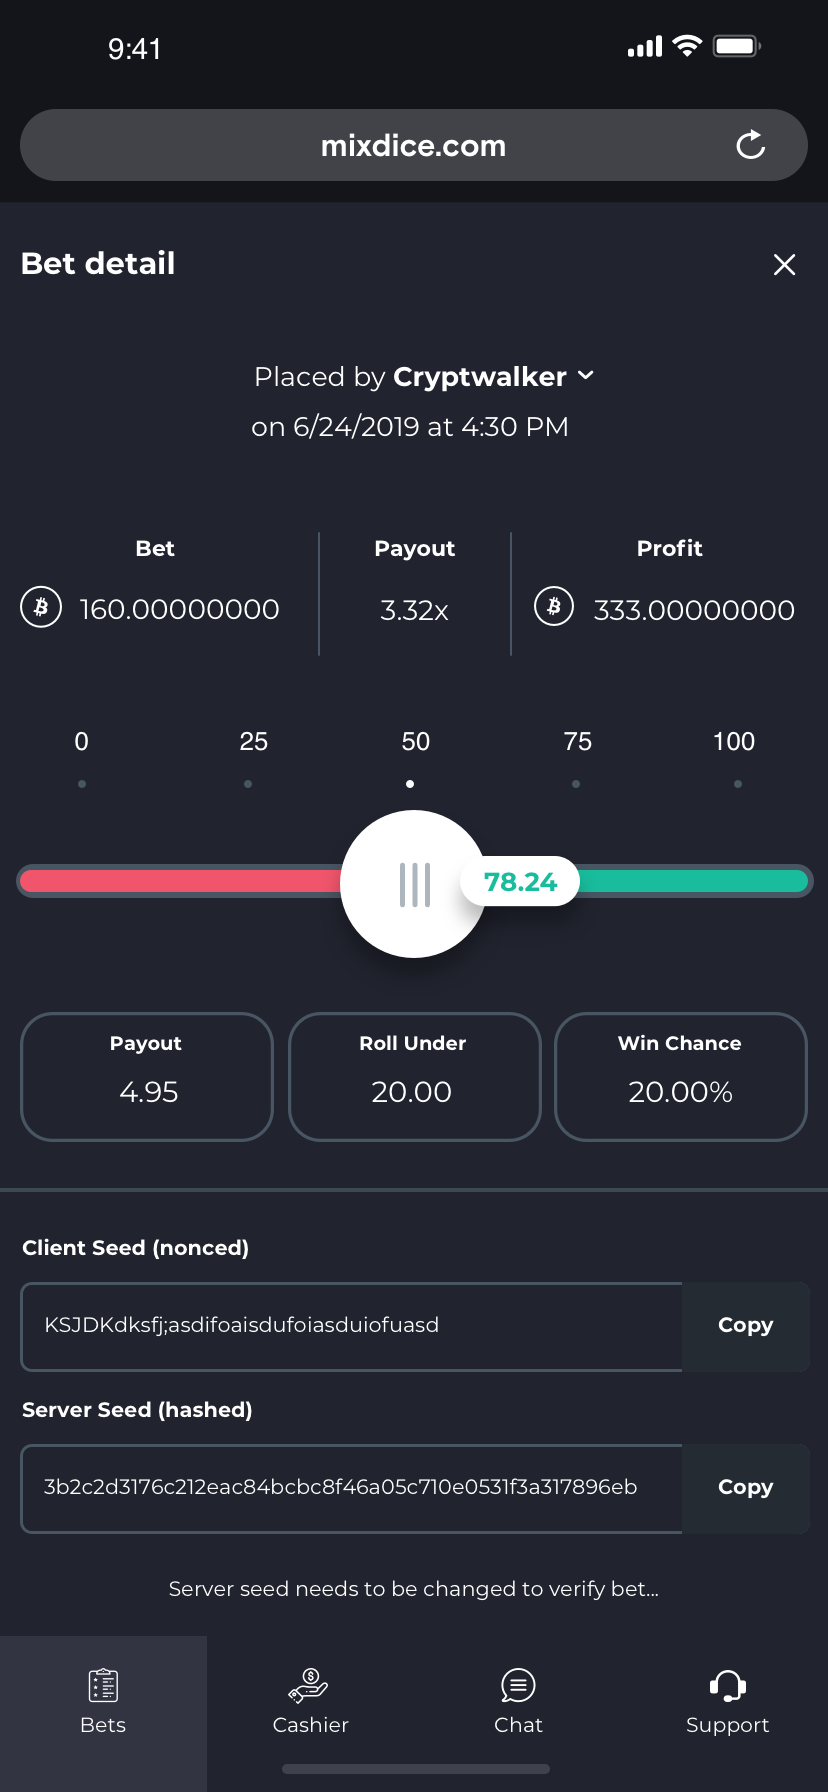 9:41
mixdice.com
Bet detail
Placed by Cryptwalker
on 6/24/2019 at 4:30 PM
Bet Payout Profit
160.00000000 3.32x 333.00000000
0 25 50 75 100
78.24
Payout Roll Under Win Chance
4.95 20.00 20.00%
Client Seed (nonced)
KSJDKdksfj;asdifoaisdufoiasduiofuasd Copy
Server Seed (hashed)
3b2c2d3176c212eac84bcbc8f46a05c710e0531f3a317896eb Copy
Server seed needs to be changed to verify bet...
Bets Cashier Chat Support